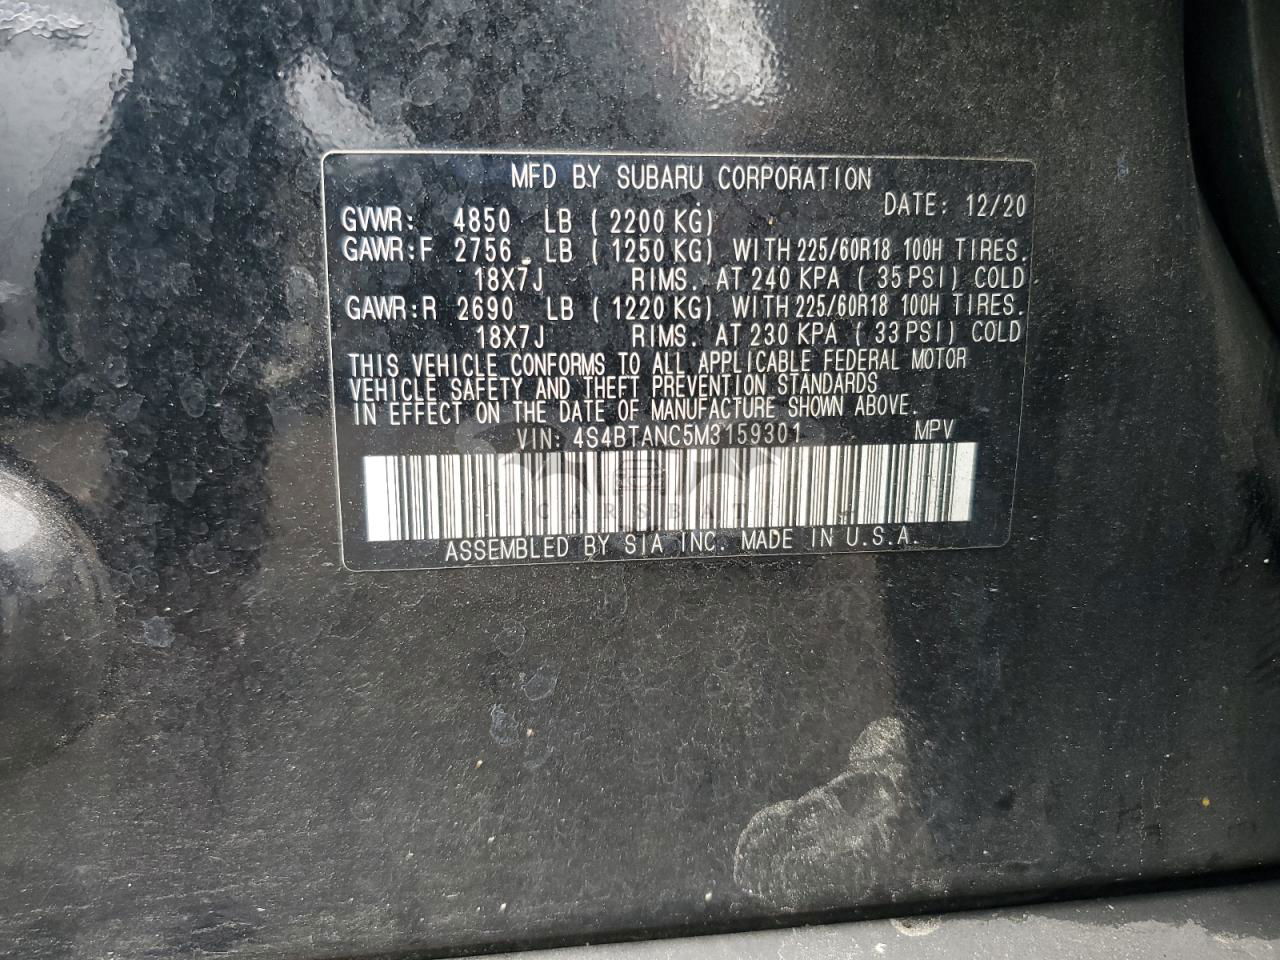 MFD BY SUBARU CORPORATION
DATE: 12/20
GVWR: 4850 LB ( 2200 KG)
GAWR:F 2756 LB ( 1250 KG) WITH 225/60R18 100H TIRES.
18X7J RIMS. AT 240 KPA ( 35 PSI) COLD.
GAWR:R 2690 LB ( 1220 KG) WITH 225/60R18 100H TIRES.
18X7J RIMS. AT 230 KPA ( 33 PSI) COLD
THIS VEHICLE CONFORMS TO ALL APPLICABLE FEDERAL MOTOR
VEHICLE SAFETY AND THEFT PREVENTION STANDARDS
IN EFFECT ON THE DATE OF MANUFACTURE SHOWN ABOVE.
VIN: 4S4BTANC5M3159301 MPV
CARSBAT
ASSEMBLED BY SIA INC. MADE IN U.S.A.